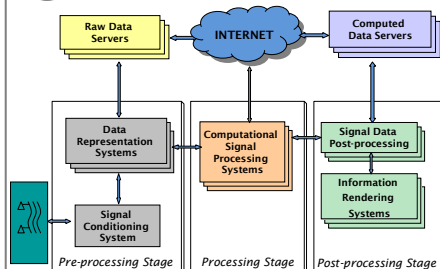 Raw Data
Servers
INTERNET
Computed
Data Servers
Data
Representation
Systems
Computational
Signal
Processing
Systems
Signal Data
Post-processing
Information
Rendering
Systems
Signal
Conditioning
System
Pre-processing Stage
Processing Stage
Post-processing Stage